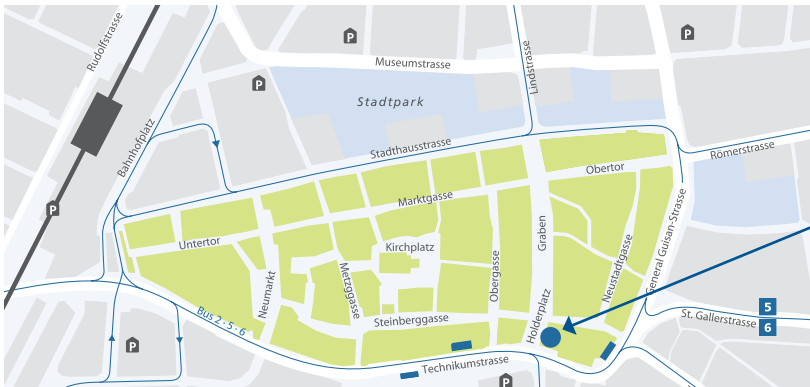 P
P
Rudolfstrasse
Lindstrasse
Museumstrasse
P
Stadtpark
Bahnhofplatz
Stadthausstrasse
Römerstrasse
Obertor
Marktgasse
P
General Guisan-Strasse
Untertor
Kirchplatz
Graben
Neustadtgasse
Metzggasse
Obergasse
Neumarkt
Holderplatz
5
Bus 2 · 5 · 6
Steinberggasse
St. Gallerstrasse
6
P
Technikumstrasse
P